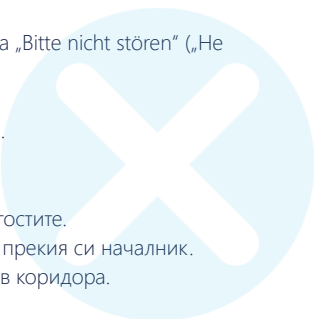 а „Bitte nicht stören“ („Не
.
гостите.
прекия си началник.
в коридора.